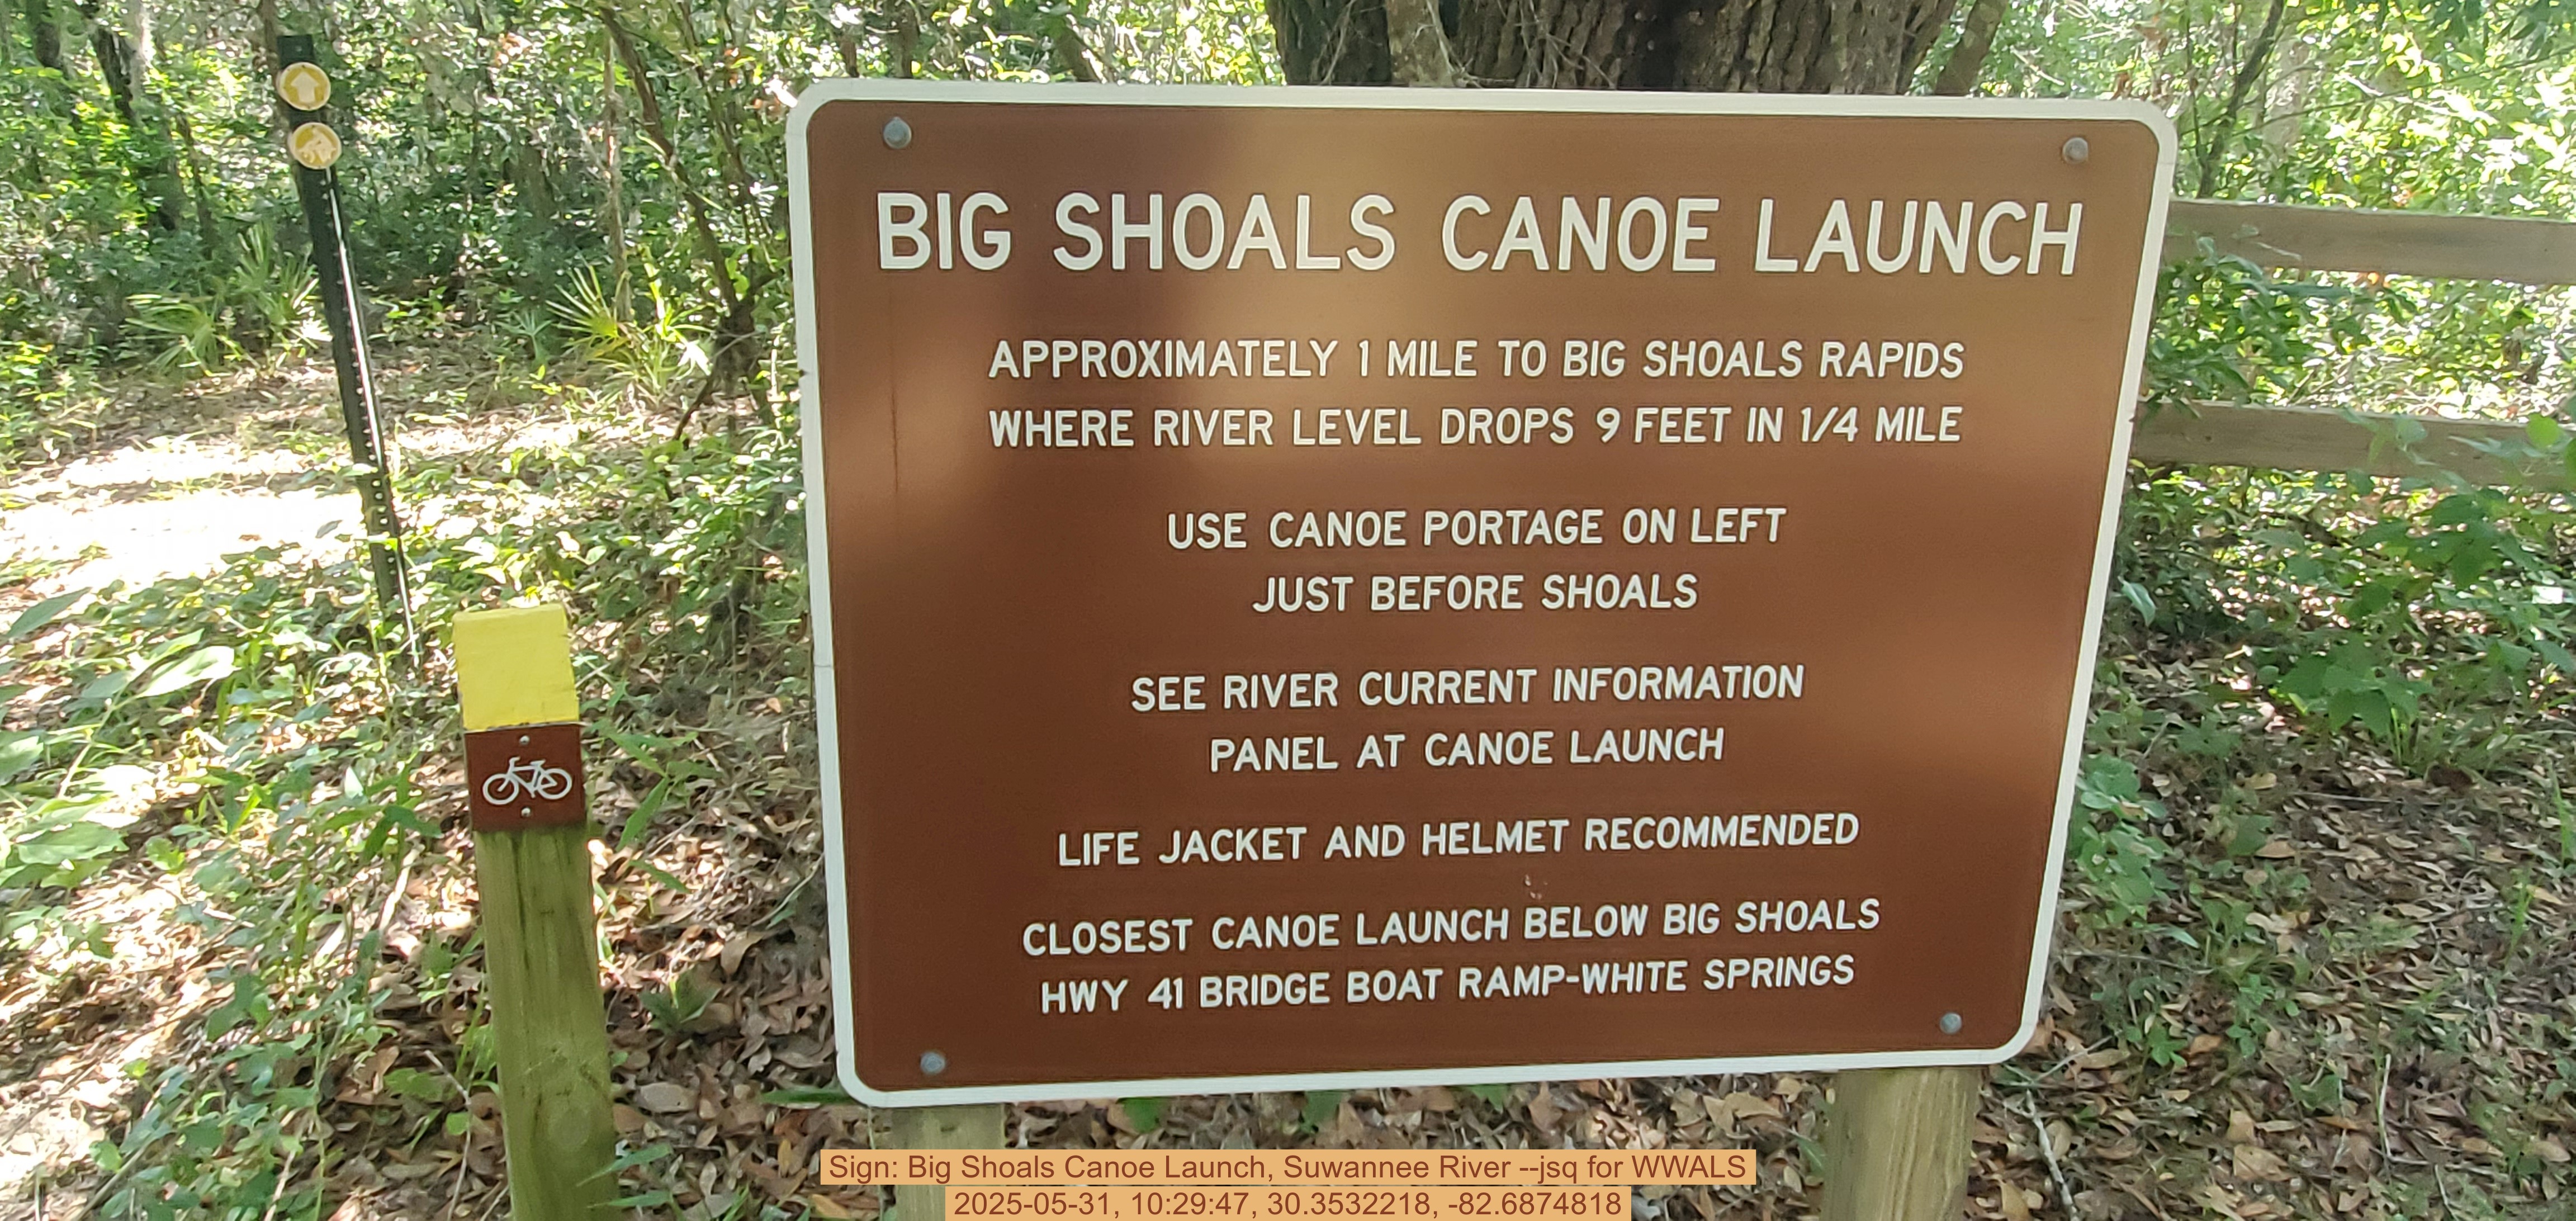 BIG SHOALS CANOE LAUNCH
APPROXIMATELY 1 MILE TO BIG SHOALS RAPIDS
WHERE RIVER LEVEL DROPS 9 FEET IN 1/4 MILE
USE CANOE PORTAGE ON LEFT
JUST BEFORE SHOALS
SEE RIVER CURRENT INFORMATION
PANEL AT CANOE LAUNCH
LIFE JACKET AND HELMET RECOMMENDED
CLOSEST CANOE LAUNCH BELOW BIG SHOALS
HWY 41 BRIDGE BOAT RAMP-WHITE SPRINGS
Sign: Big Shoals Canoe Launch, Suwannee River --jsq for WWALS
2025-05-31, 10:29:47, 30.3532218, -82.6874818